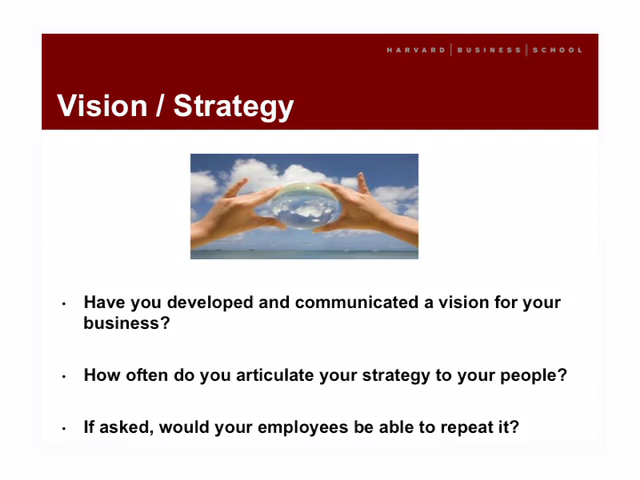 HARVARD | BUSINESS | SCHOOL
Vision / Strategy
• Have you developed and communicated a vision for your
business?
• How often do you articulate your strategy to your people?
• If asked, would your employees be able to repeat it?